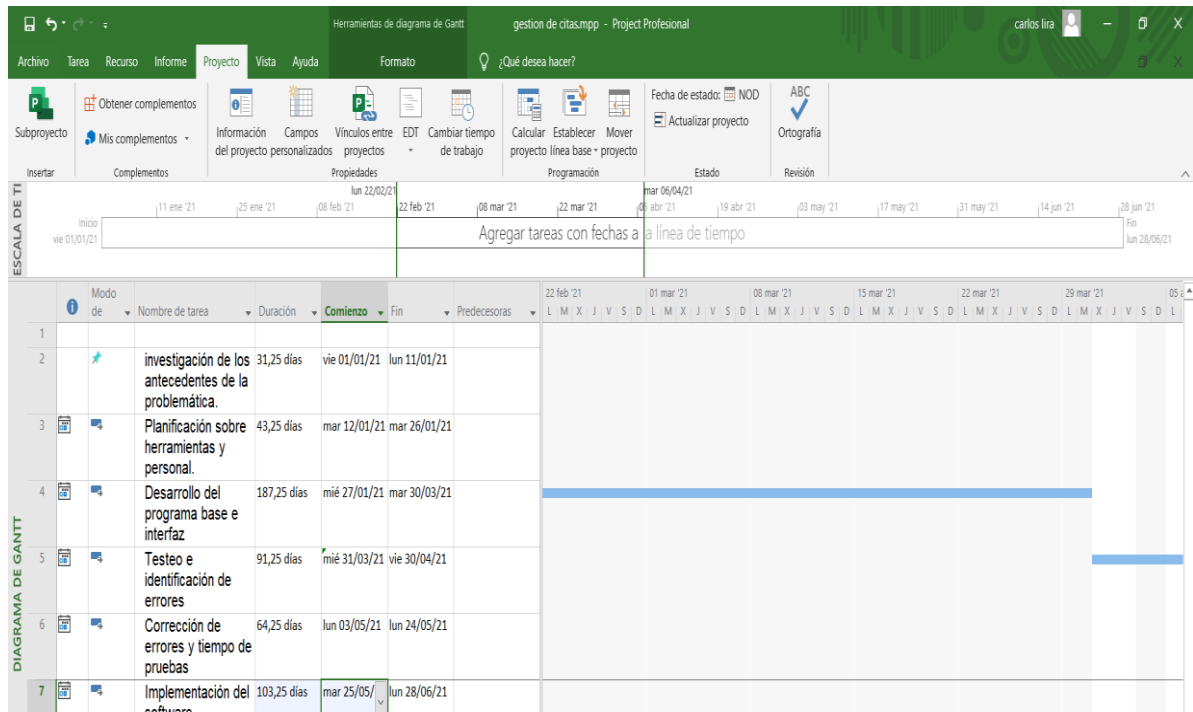 Herramientas de diagrama de Gantt
gestion de citas.mpp - Project Profesional
carlos lira
Archivo Tarea Recurso Informe Proyecto Vista Ayuda Formato ¿Qué desea hacer?
Subproyecto
Insertar
Obtener complementos
Mis complementos
Complementos
Información del proyecto
Campos personalizados
Vínculos entre proyectos
EDT
Cambiar tiempo de trabajo
Propiedades
Calcular proyecto
Establecer línea base
Mover proyecto
Programación
Fecha de estado: NOD
Actualizar proyecto
Estado
ABC
Ortografía
Revisión
ESCALA DE TI
lun 22/02/21
mar 06/04/21
11 ene '21 25 ene '21 08 feb '21 22 feb '21 08 mar '21 22 mar '21 05 abr '21 19 abr '21 03 may '21 17 may '21 31 may '21 14 jun '21 28 jun '21
Inicio
vie 01/01/21
Agregar tareas con fechas a la línea de tiempo
Fin
lun 28/06/21
DIAGRAMA DE GANTT
Modo de Nombre de tarea Duración Comienzo Fin Predecesoras
22 feb '21 01 mar '21 08 mar '21 15 mar '21 22 mar '21 29 mar '21 05
L M X J V S D L M X J V S D L M X J V S D L M X J V S D L M X J V S D L M X J V S D L
1
2 investigación de los 31,25 días vie 01/01/21 lun 11/01/21
antecedentes de la
problemática.
3 Planificación sobre 43,25 días mar 12/01/21 mar 26/01/21
herramientas y
personal.
4 Desarrollo del 187,25 días mié 27/01/21 mar 30/03/21
programa base e
interfaz
5 Testeo e 91,25 días mié 31/03/21 vie 30/04/21
identificación de
errores
6 Corrección de 64,25 días lun 03/05/21 lun 24/05/21
errores y tiempo de
pruebas
7 Implementación del 103,25 días mar 25/05/ lun 28/06/21
software